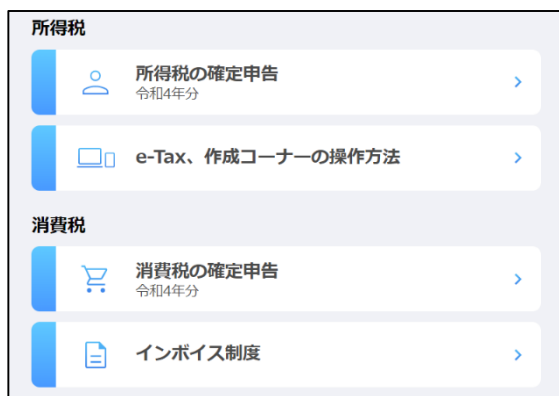 所得税
所得税の確定申告
令和4年分
e-Tax、作成コーナーの操作方法
消費税
消費税の確定申告
令和4年分
インボイス制度